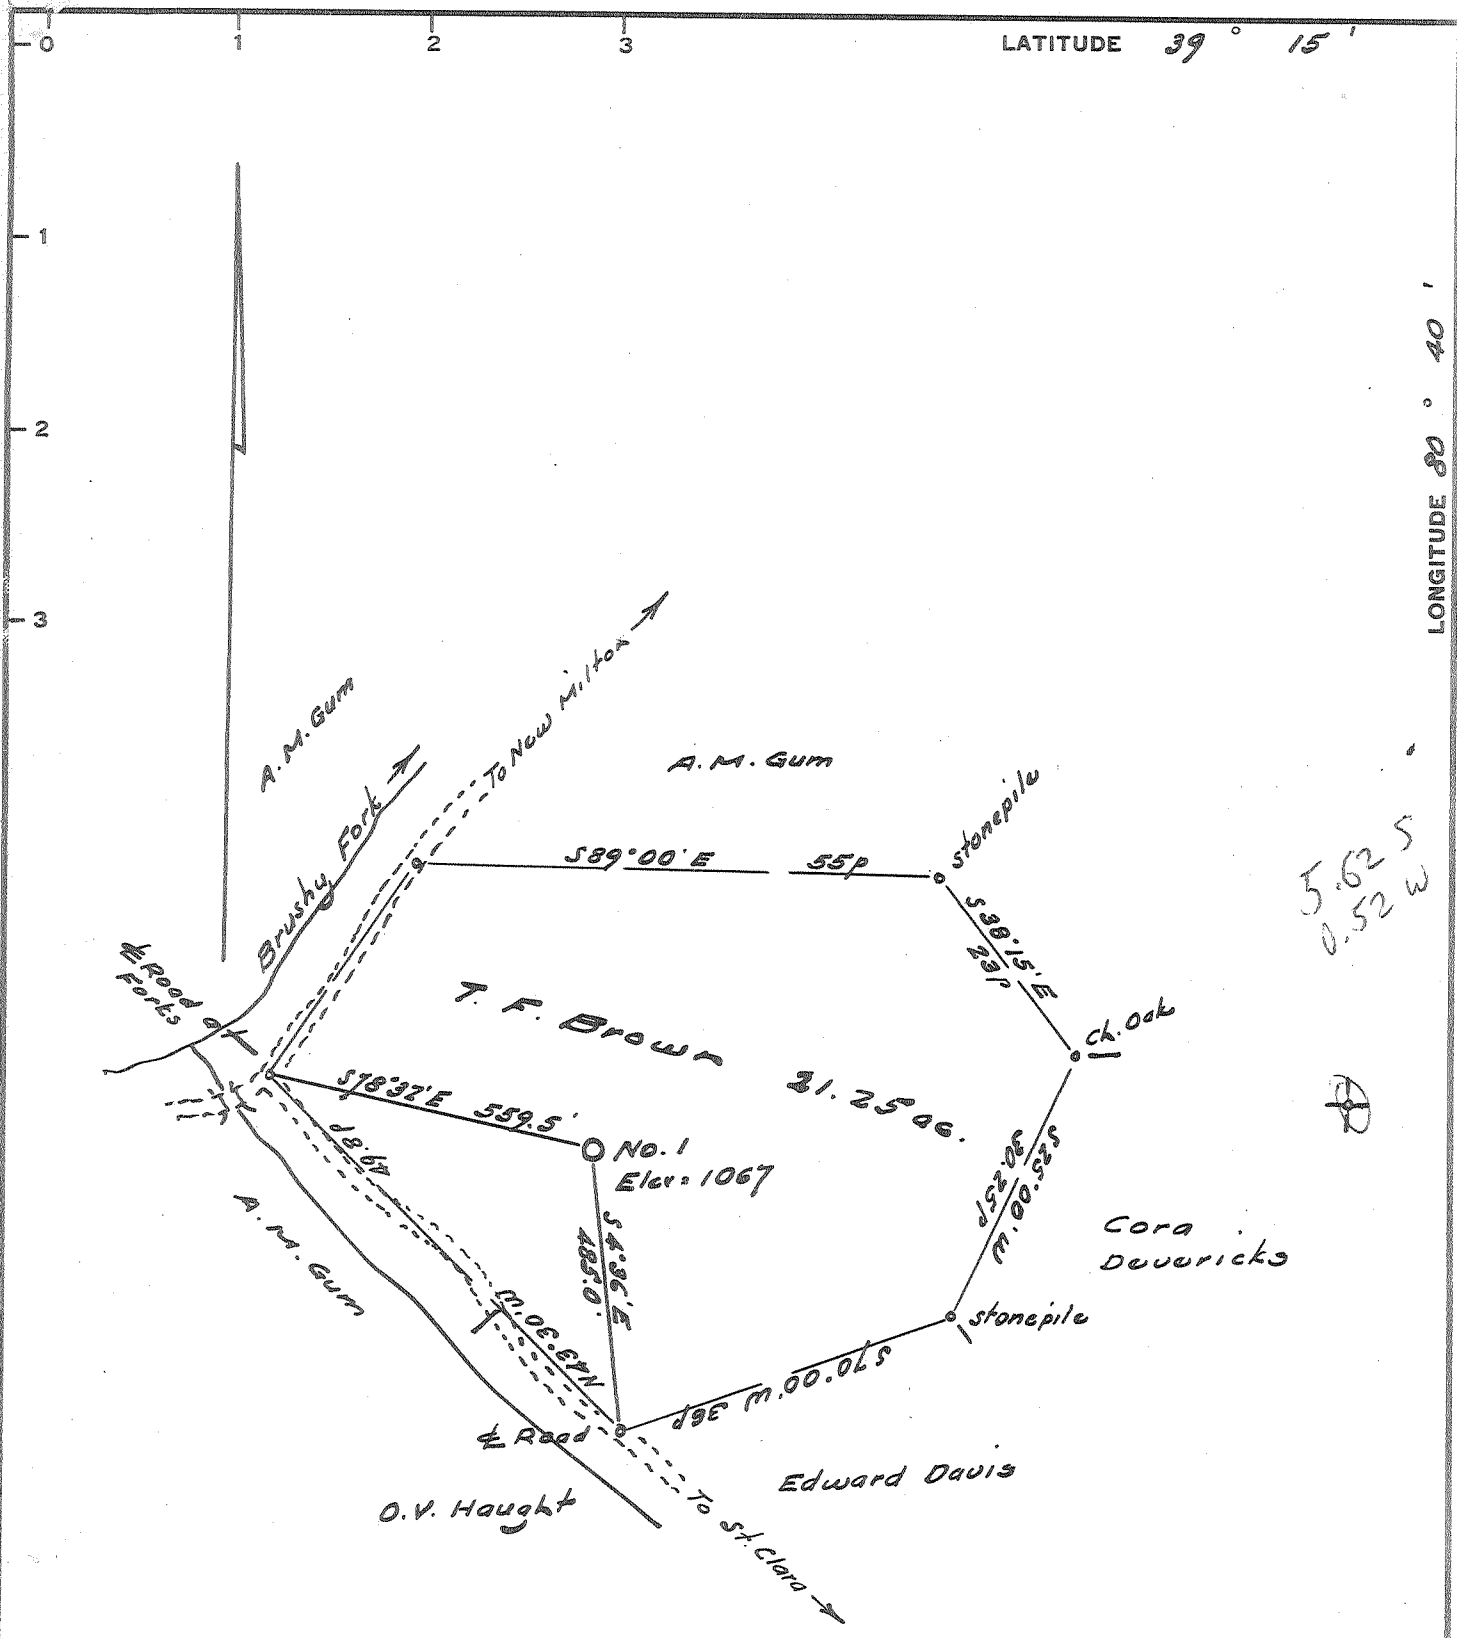 0 1 2 3
LATITUDE 39° 15'
1
2
3
LONGITUDE 80° 40'
A.M. Gum
Brushy Fork
To New Milton
A.M. Gum
stonepile
S89°00'E 55p
S38°15'E
23p
5.62 S
0.52 W
℄ Road at
Forks
T. F. Brown 21.25 ac.
ch. Oak
S78°32'E 559.5'
No. 1
Elev = 1067
S25°00'W
30.25p
Cora
Devericks
A.M. Gum
49.8p
N43°30'W
S4°36'E
485.0'
stonepile
S70°00'W 36p
℄ Road
Edward Davis
O.V. Haught
To St. Clara